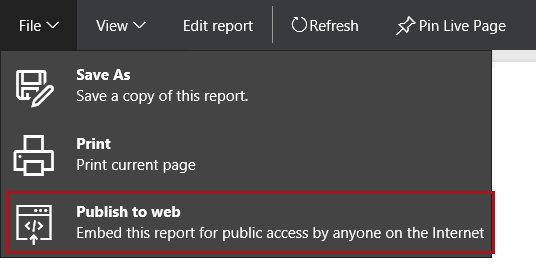 File View Edit report Refresh Pin Live Page
Save As
Save a copy of this report.
Print
Print current page
Publish to web
Embed this report for public access by anyone on the Internet